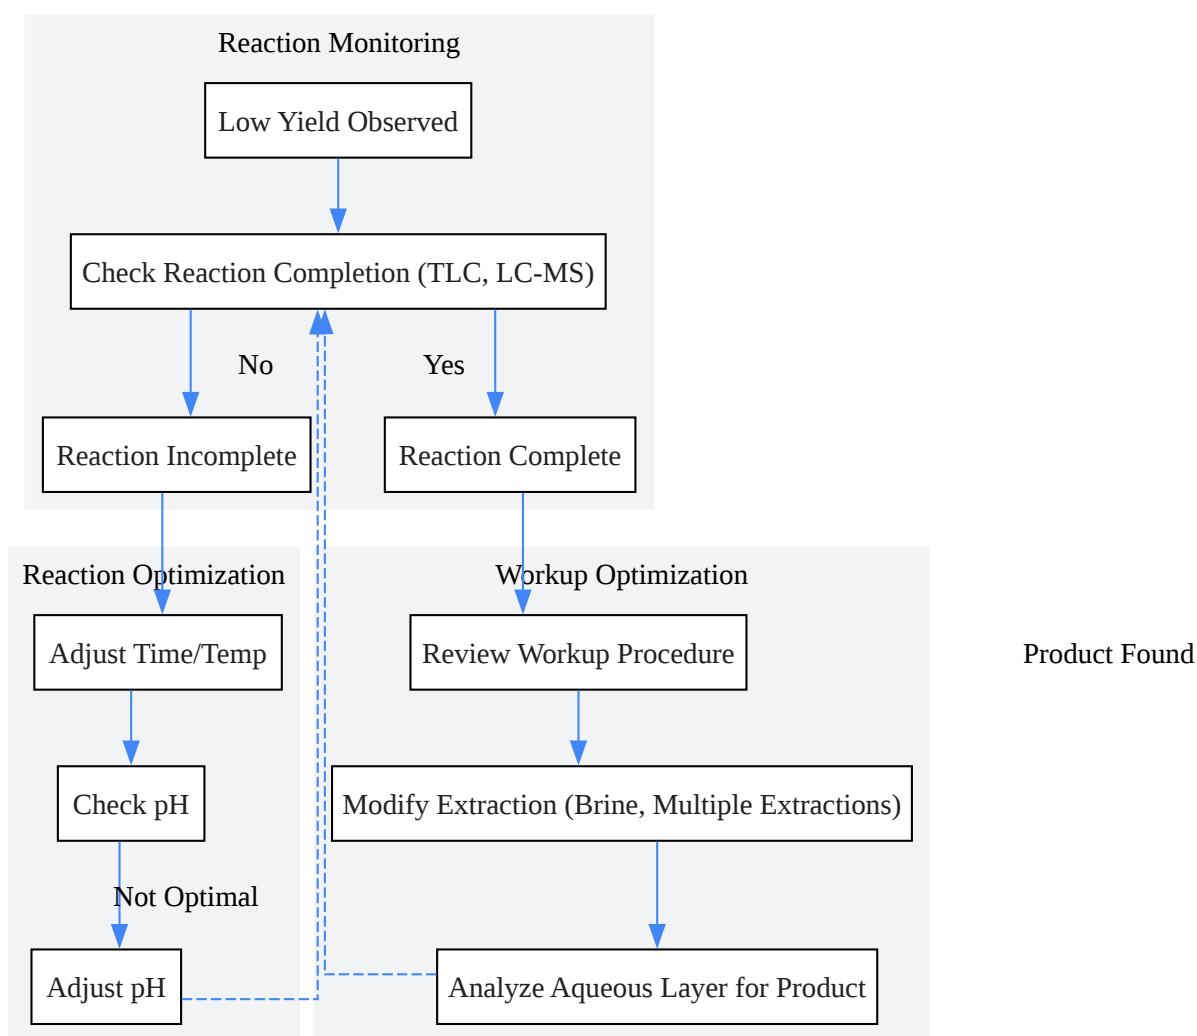 Reaction Monitoring
Low Yield Observed
Check Reaction Completion (TLC, LC-MS)
No
Yes
Reaction Incomplete
Reaction Complete
Reaction Optimization
Workup Optimization
Adjust Time/Temp
Review Workup Procedure
Product Found
Check pH
Modify Extraction (Brine, Multiple Extractions)
Not Optimal
Adjust pH
Analyze Aqueous Layer for Product